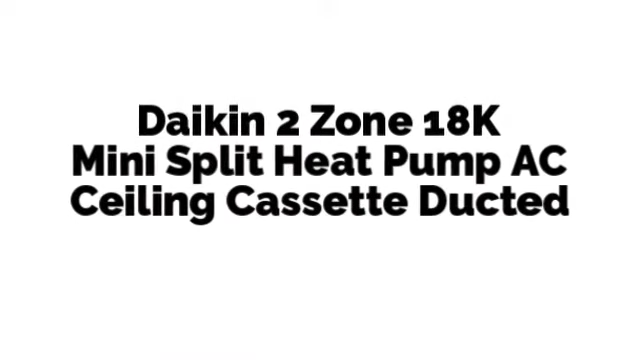 Daikin 2 Zone 18K
Mini Split Heat Pump AC
Ceiling Cassette Ducted